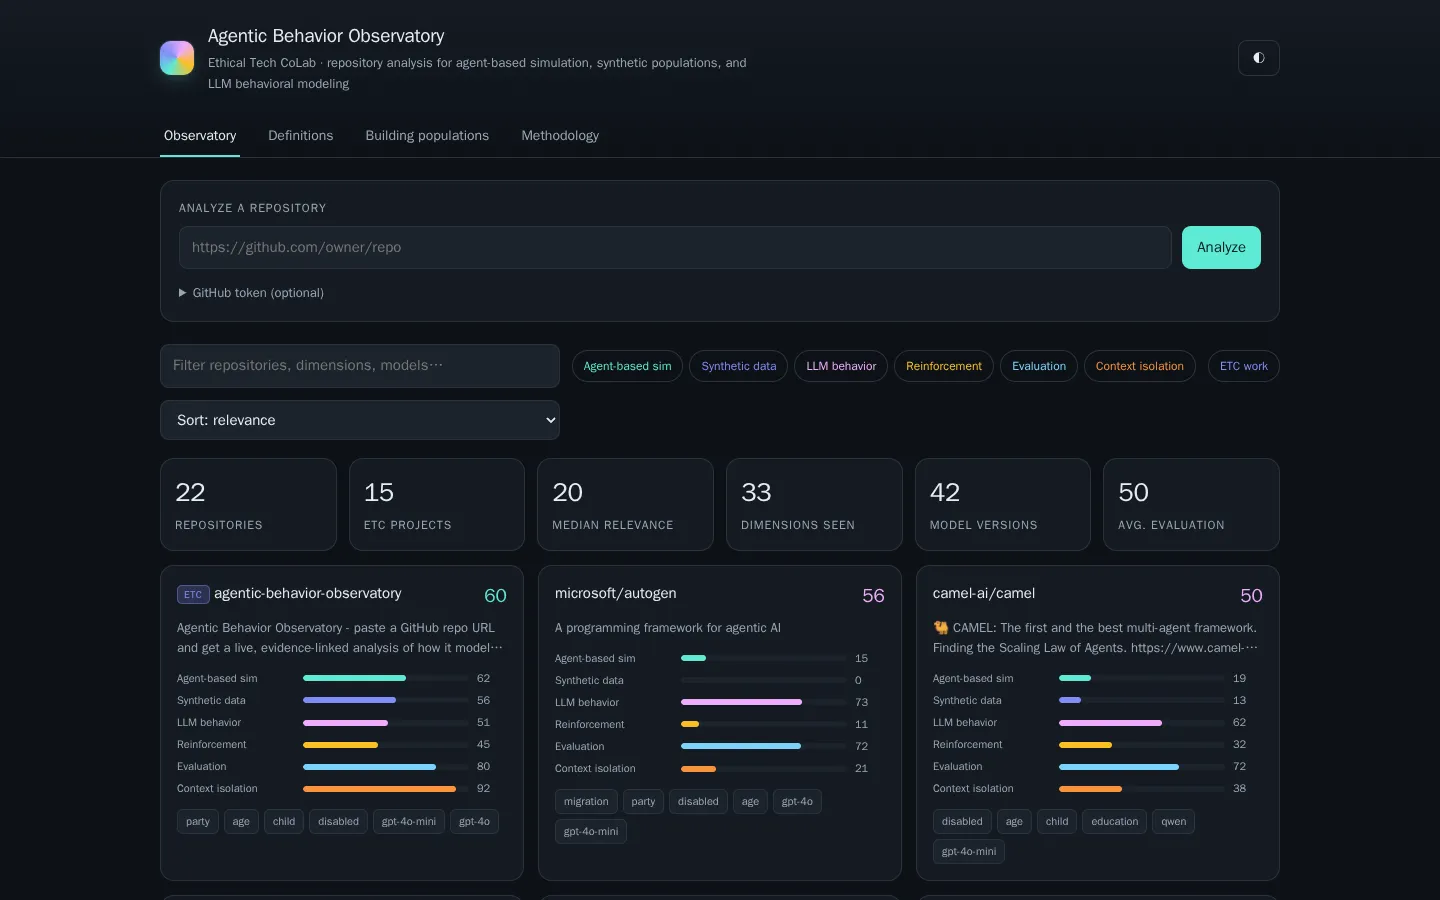 Agentic Behavior Observatory
Ethical Tech CoLab · repository analysis for agent-based simulation, synthetic populations, and
LLM behavioral modeling
Observatory Definitions Building populations Methodology
ANALYZE A REPOSITORY
https://github.com/owner/repo
Analyze
GitHub token (optional)
Filter repositories, dimensions, models···
Agent-based sim Synthetic data LLM behavior Reinforcement Evaluation Context isolation ETC work
Sort: relevance
22
REPOSITORIES
15
ETC PROJECTS
20
MEDIAN RELEVANCE
33
DIMENSIONS SEEN
42
MODEL VERSIONS
50
AVG. EVALUATION
ETC agentic-behavior-observatory 60
Agentic Behavior Observatory - paste a GitHub repo URL
and get a live, evidence-linked analysis of how it model···
Agent-based sim 62
Synthetic data 56
LLM behavior 51
Reinforcement 45
Evaluation 80
Context isolation 92
party age child disabled gpt-4o-mini gpt-4o
microsoft/autogen 56
A programming framework for agentic AI
Agent-based sim 15
Synthetic data 0
LLM behavior 73
Reinforcement 11
Evaluation 72
Context isolation 21
migration party disabled age gpt-4o
gpt-4o-mini
camel-ai/camel 50
🐫 CAMEL: The first and the best multi-agent framework.
Finding the Scaling Law of Agents. https://www.camel-···
Agent-based sim 19
Synthetic data 13
LLM behavior 62
Reinforcement 32
Evaluation 72
Context isolation 38
disabled age child education qwen
gpt-4o-mini